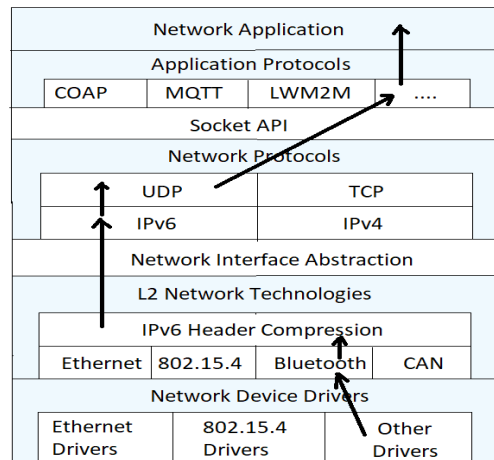 Network Application
Application Protocols
COAP MQTT LWM2M ....
Socket API
Network Protocols
UDP TCP
IPv6 IPv4
Network Interface Abstraction
L2 Network Technologies
IPv6 Header Compression
Ethernet 802.15.4 Bluetooth CAN
Network Device Drivers
Ethernet 802.15.4 Other
Drivers Drivers Drivers